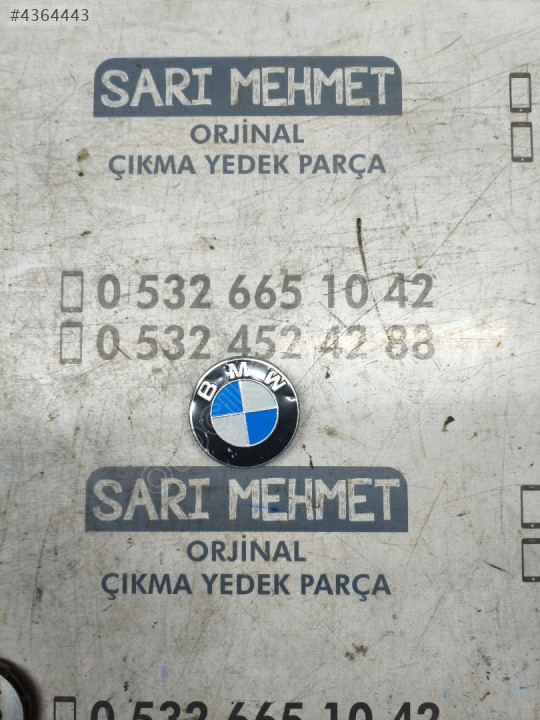 #4364443
SARI MEHMET
ORJİNAL
ÇIKMA YEDEK PARÇA
0 532 665 10 42
0 532 452 42 88
BMW
SARI MEHMET
ORJİNAL
ÇIKMA YEDEK PARÇA
0 532 665 10 42